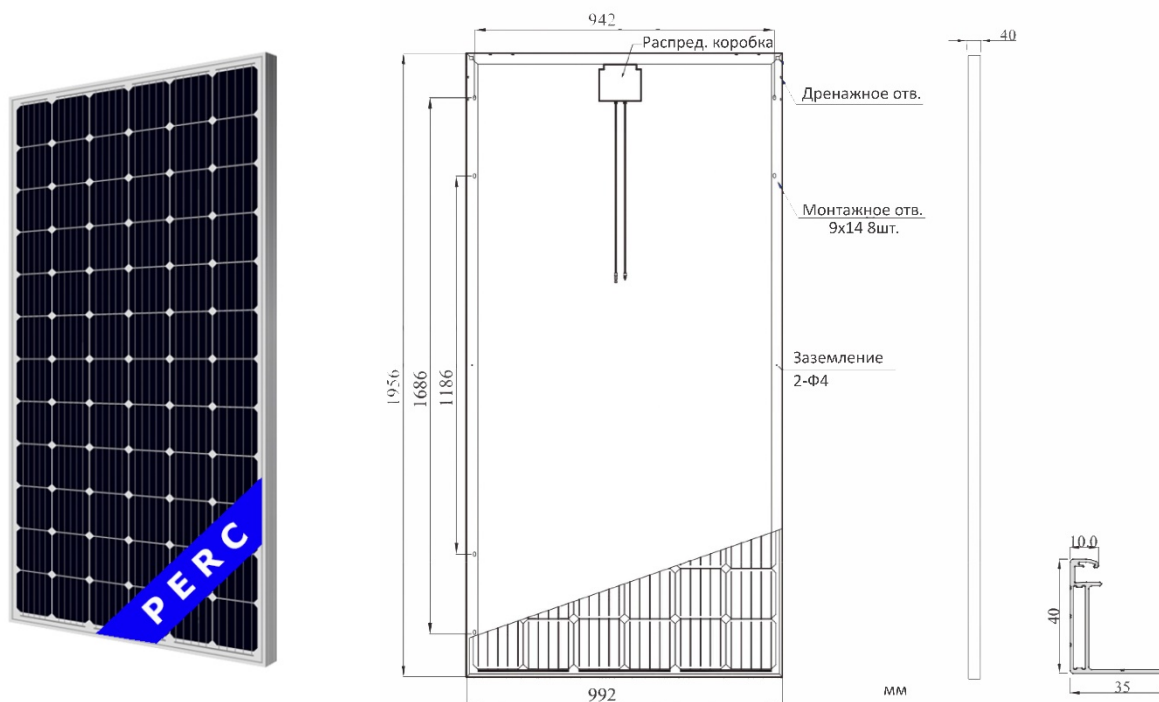 PERC
942
Распред. коробка
Дренажное отв.
Монтажное отв.
9х14 8шт.
Заземление
2-Ф4
1956
1686
1186
992
мм
40
10.0
40
35